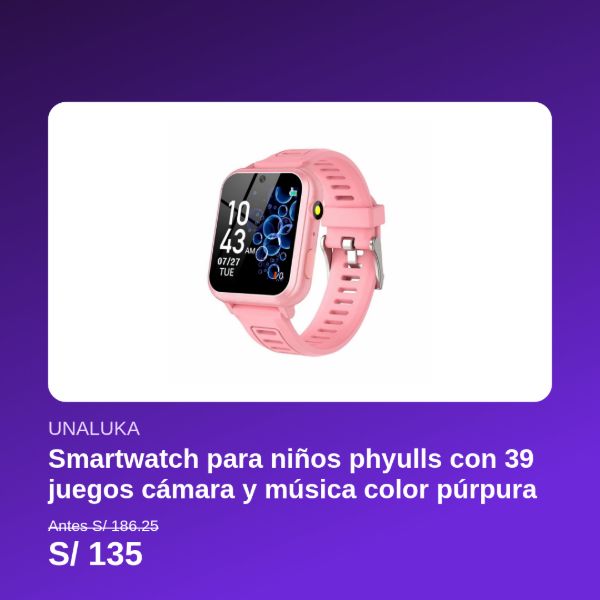 10
43 AM
07/27
TUE
UNALUKA
Smartwatch para niños phyulls con 39
juegos cámara y música color púrpura
Antes S/ 186.25
S/ 135